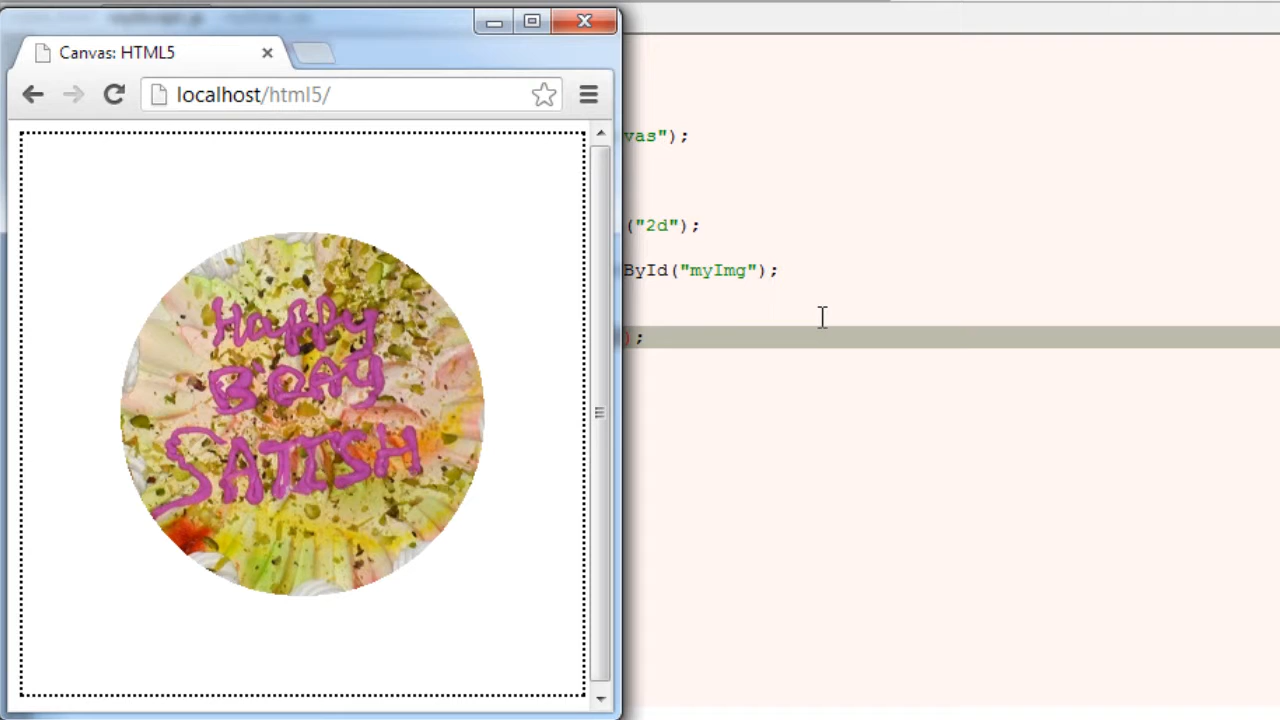 Canvas: HTML5
localhost/html5/
vas");
("2d");
ById("myImg");
);
Happy
B'DAY
SATISH